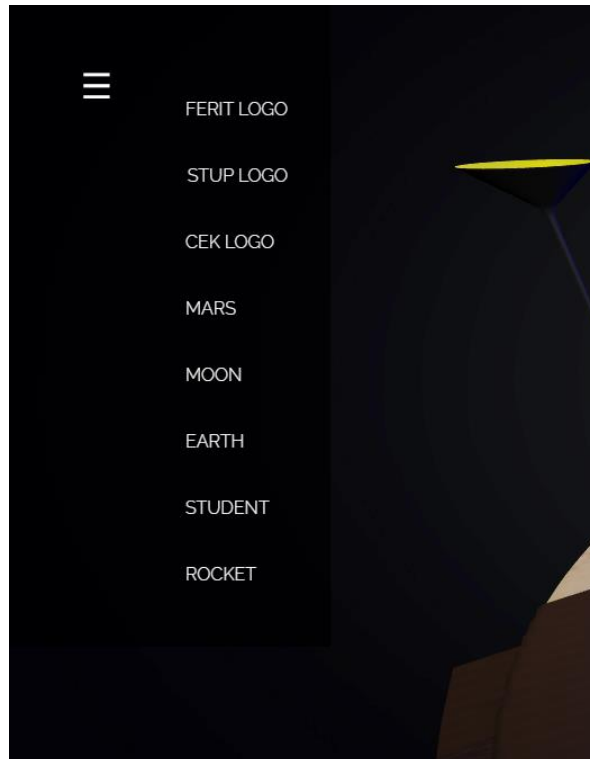 FERIT LOGO
STUP LOGO
CEK LOGO
MARS
MOON
EARTH
STUDENT
ROCKET